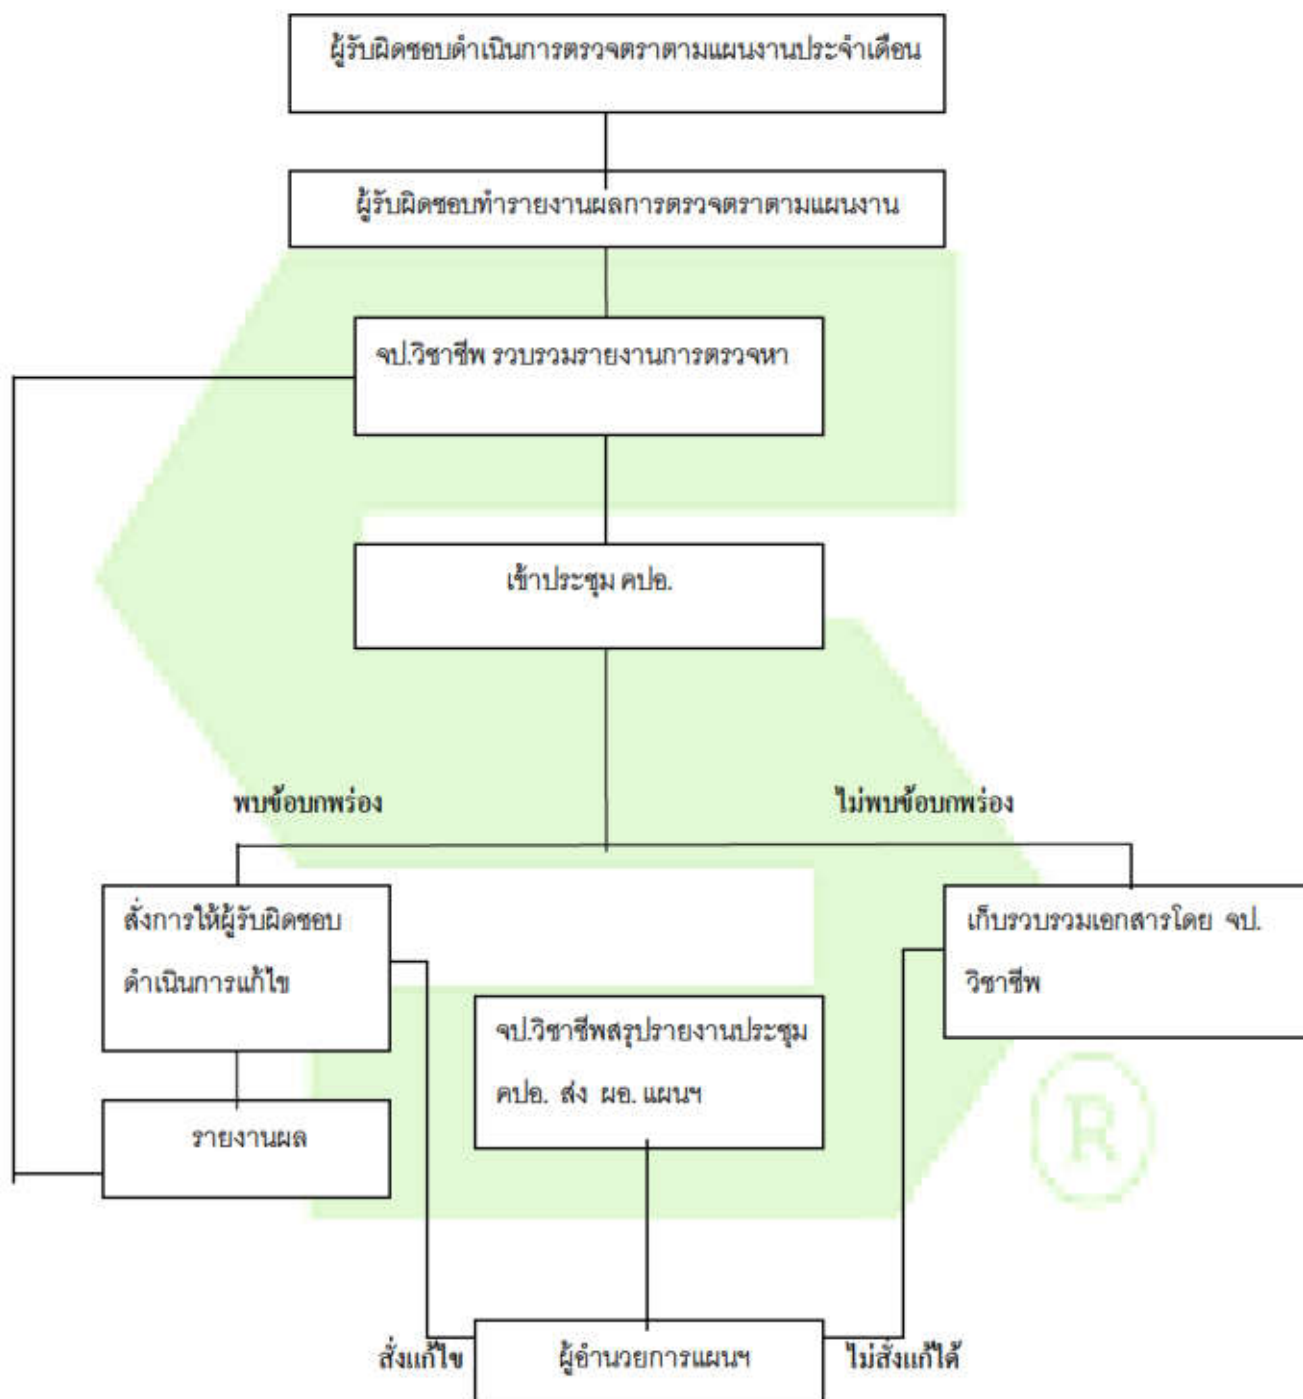 ผู้รับผิดชอบดำเนินการตรวจตราตามแผนงานประจำเดือน
ผู้รับผิดชอบทำรายงานผลการตรวจตราตามแผนงาน
จป.วิชาชีพ รวบรวมรายงานการตรวจหา
เข้าประชุม คปอ.
พบข้อบกพร่อง
ไม่พบข้อบกพร่อง
สั่งการให้ผู้รับผิดชอบ
ดำเนินการแก้ไข
เก็บรวบรวมเอกสารโดย จป.
วิชาชีพ
จป.วิชาชีพสรุปรายงานประชุม
คปอ. ส่ง ผอ. แผนฯ
รายงานผล
R
สั่งแก้ไข
ผู้อำนวยการแผนฯ
ไม่สั่งแก้ได้